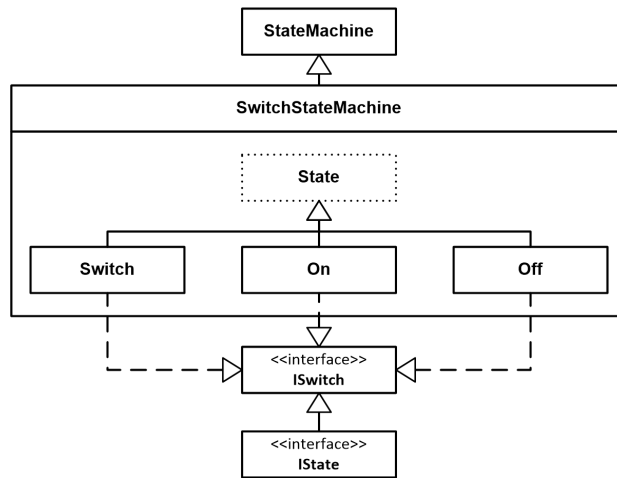 StateMachine
SwitchStateMachine
State
Switch
On
Off
<<interface>>
ISwitch
<<interface>>
IState